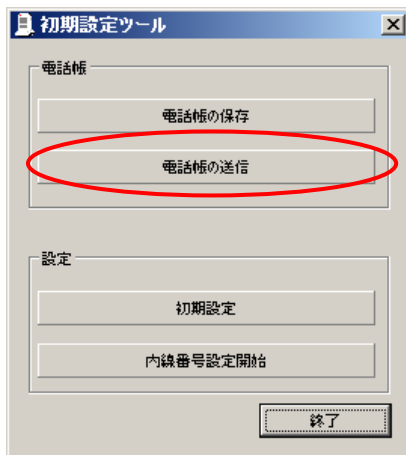 初期設定ツール
電話帳
電話帳の保存
電話帳の送信
設定
初期設定
内線番号設定開始
終了